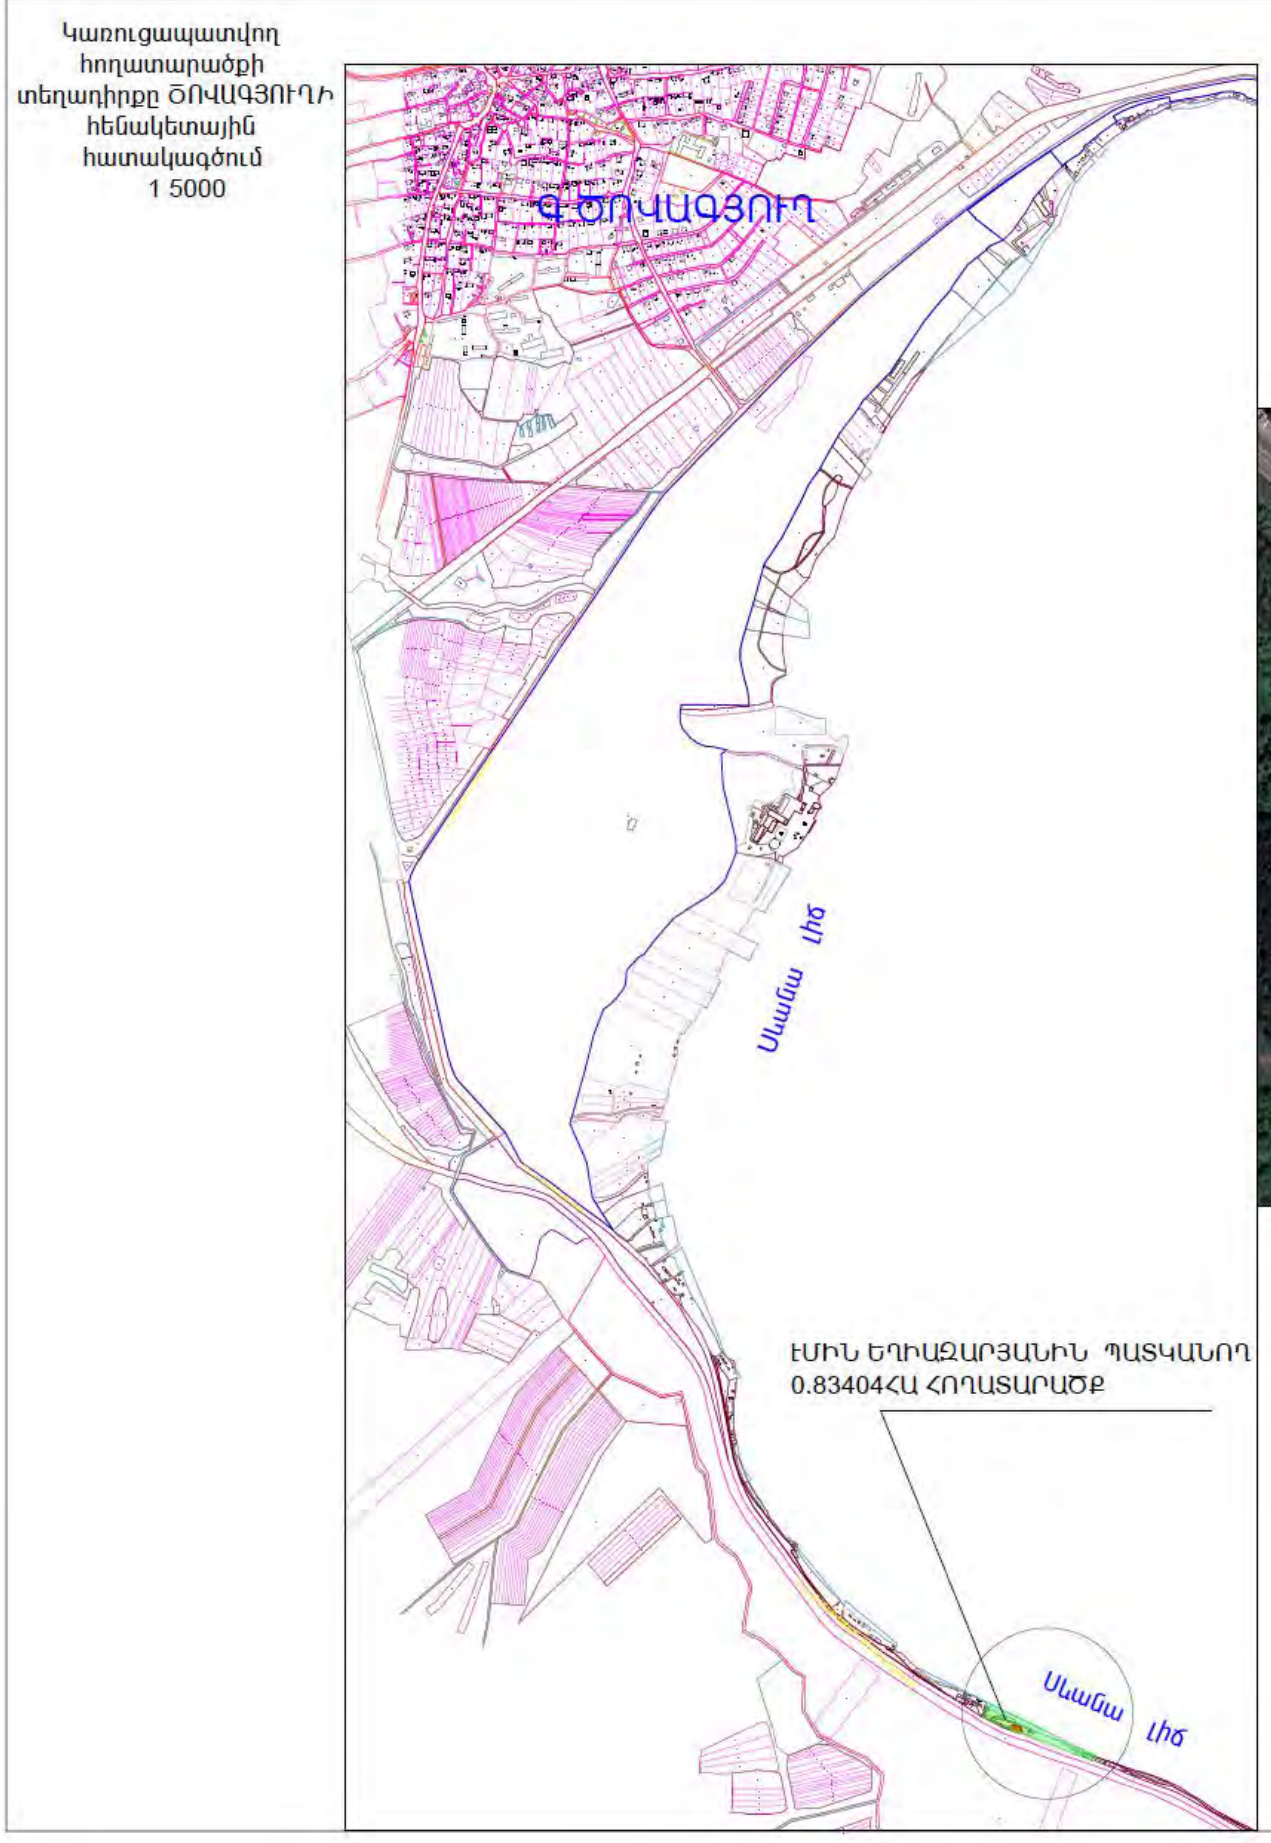 Կառուցապատվող
հողատարածքի
տեղադիրքը ԾՈՎԱԳՅՈՒՂԻ
հենակետային
հատակագծում
1 5000
Գ ԾՈՎԱԳՅՈՒՂ
Սևանա լիճ
ԷՄԻՆ ԵՂԻԱԶԱՐՅԱՆԻՆ ՊԱՏԿԱՆՈՂ
0.83404ՀԱ ՀՈՂԱՏԱՐԱԾՔ
Սևանա լիճ